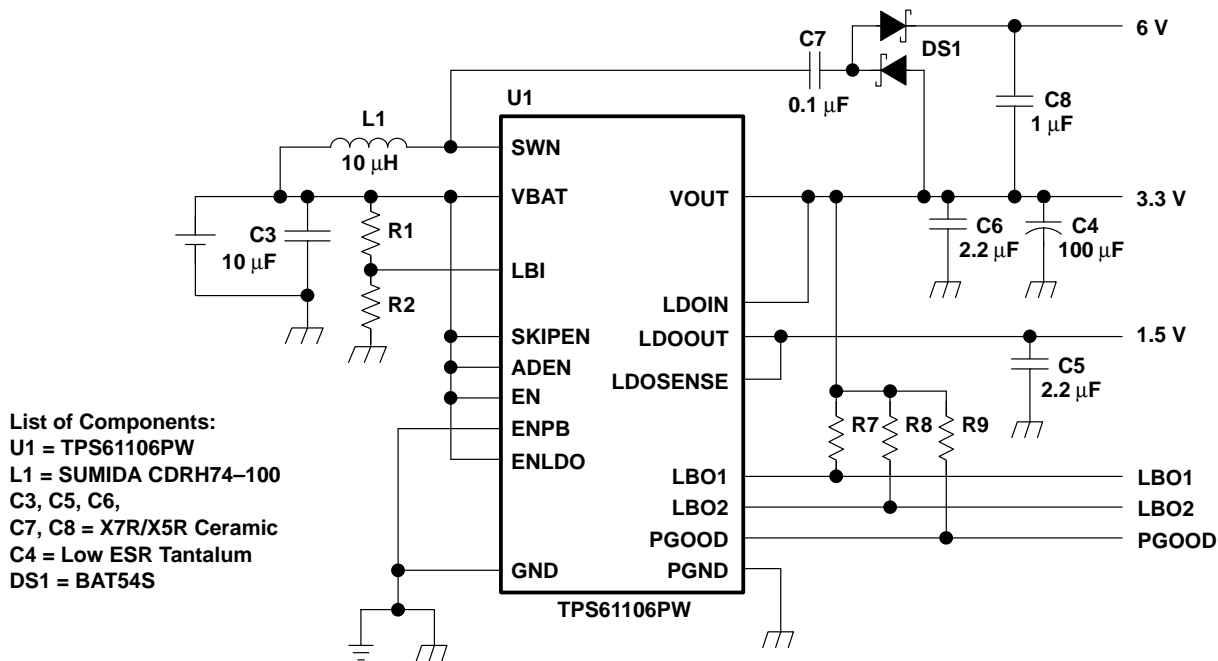 6 V
C7
DS1
0.1 μF
C8
1 μF
U1
L1
10 μH
SWN
VBAT
VOUT
3.3 V
C3
10 μF
R1
C6
2.2 μF
C4
100 μF
LBI
R2
LDOIN
SKIPEN
LDOOUT
1.5 V
ADEN
LDOSENSE
C5
2.2 μF
EN
ENPB
R7
R8
R9
ENLDO
LBO1
LBO1
LBO2
LBO2
PGOOD
PGOOD
GND
PGND
TPS61106PW
List of Components:
U1 = TPS61106PW
L1 = SUMIDA CDRH74–100
C3, C5, C6,
C7, C8 = X7R/X5R Ceramic
C4 = Low ESR Tantalum
DS1 = BAT54S